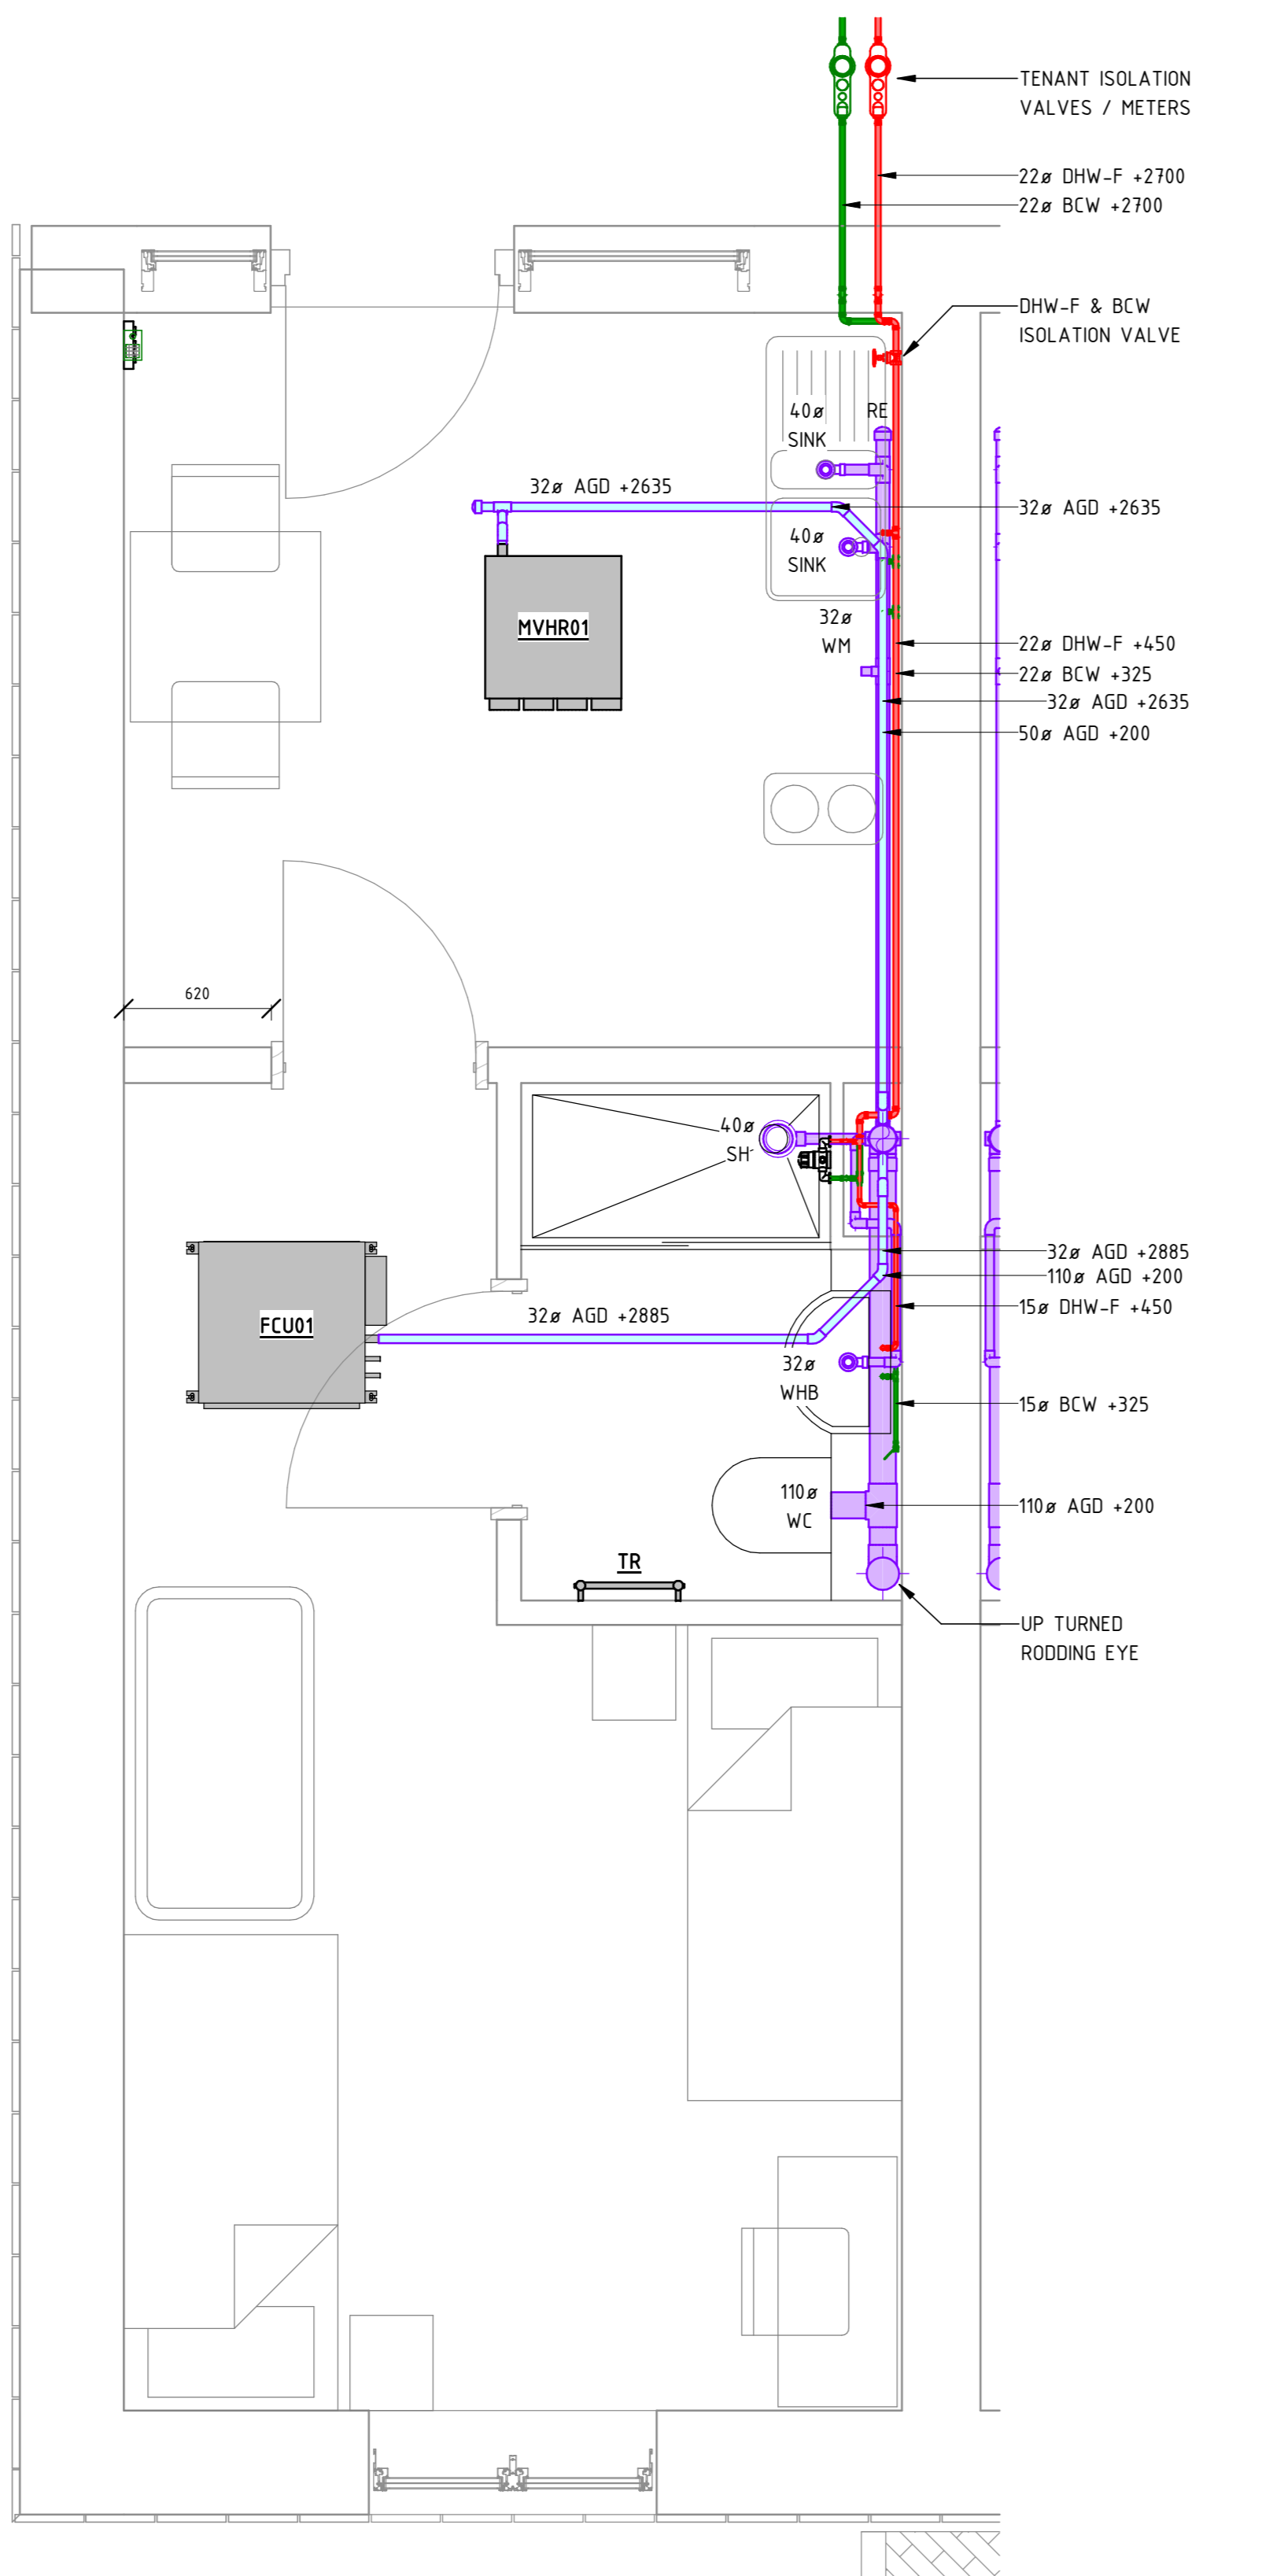 TENANT ISOLATION
VALVES / METERS
22ø DHW-F +2700
22ø BCW +2700
DHW-F & BCW
ISOLATION VALVE
40ø
SINK
RE
32ø AGD +2635
32ø AGD +2635
40ø
SINK
MVHR01
32ø
WM
22ø DHW-F +450
22ø BCW +325
32ø AGD +2635
50ø AGD +200
620
40ø
SH
32ø AGD +2885
110ø AGD +200
15ø DHW-F +450
32ø AGD +2885
FCU01
32ø
WHB
15ø BCW +325
110ø
WC
110ø AGD +200
TR
UP TURNED
RODDING EYE